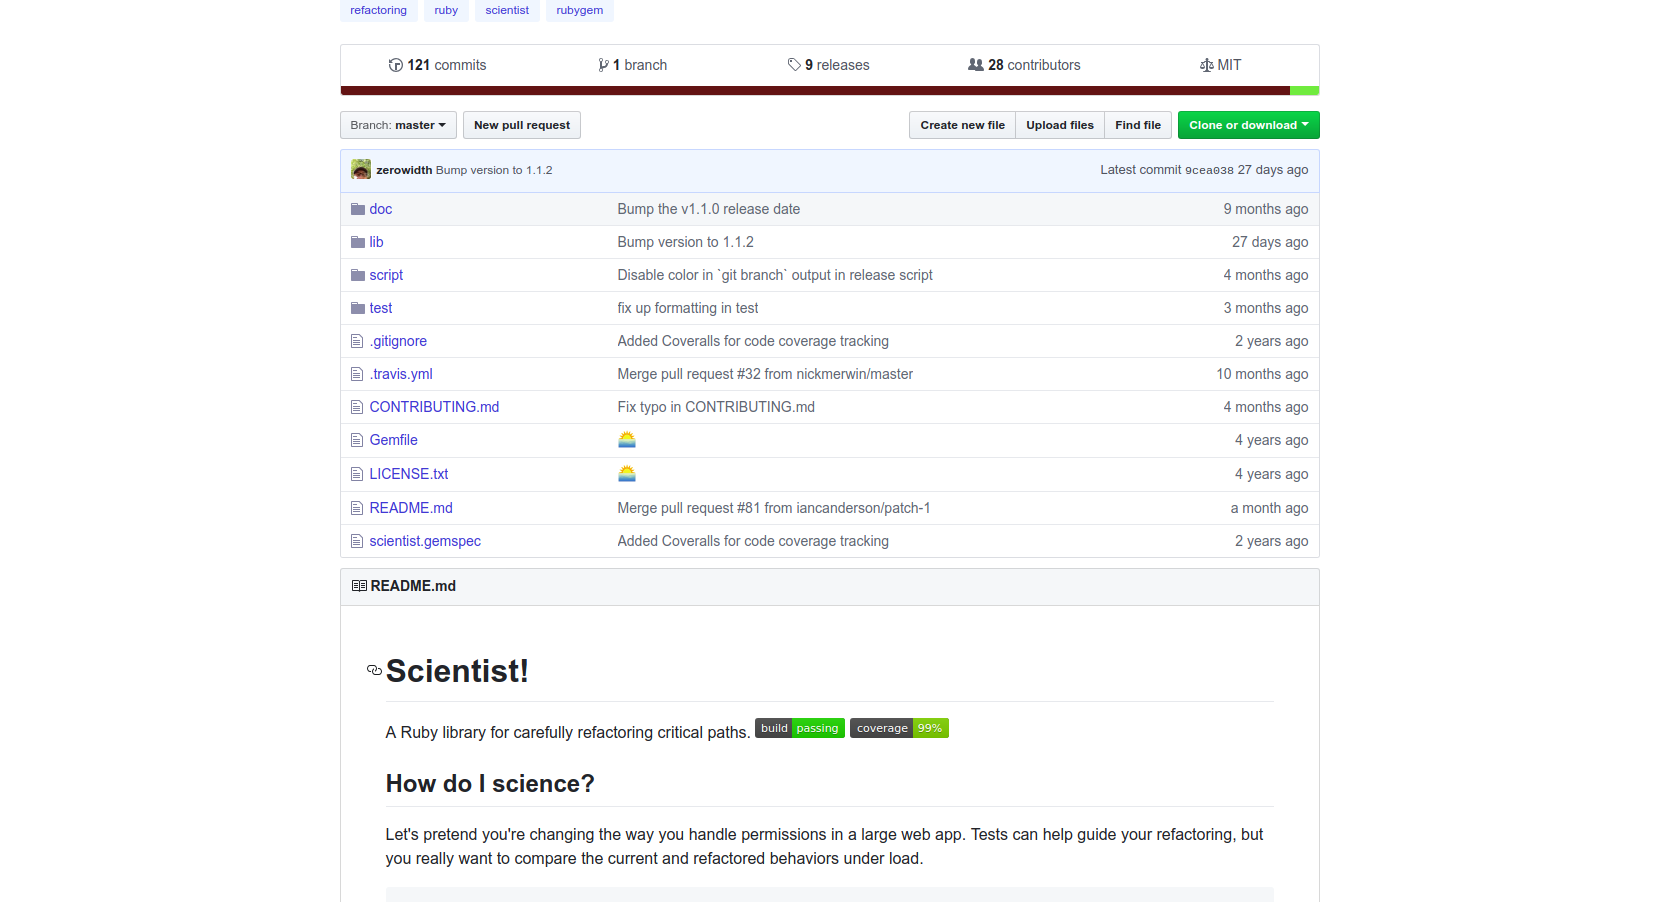 refactoring ruby scientist rubygem
121 commits 1 branch 9 releases 28 contributors MIT
Branch: master New pull request Create new file Upload files Find file Clone or download
zerowidth Bump version to 1.1.2 Latest commit 9cea038 27 days ago
doc Bump the v1.1.0 release date 9 months ago
lib Bump version to 1.1.2 27 days ago
script Disable color in `git branch` output in release script 4 months ago
test fix up formatting in test 3 months ago
.gitignore Added Coveralls for code coverage tracking 2 years ago
.travis.yml Merge pull request #32 from nickmerwin/master 10 months ago
CONTRIBUTING.md Fix typo in CONTRIBUTING.md 4 months ago
Gemfile 4 years ago
LICENSE.txt 4 years ago
README.md Merge pull request #81 from iancanderson/patch-1 a month ago
scientist.gemspec Added Coveralls for code coverage tracking 2 years ago
README.md
Scientist!
A Ruby library for carefully refactoring critical paths. build passing coverage 99%
How do I science?
Let's pretend you're changing the way you handle permissions in a large web app. Tests can help guide your refactoring, but
you really want to compare the current and refactored behaviors under load.